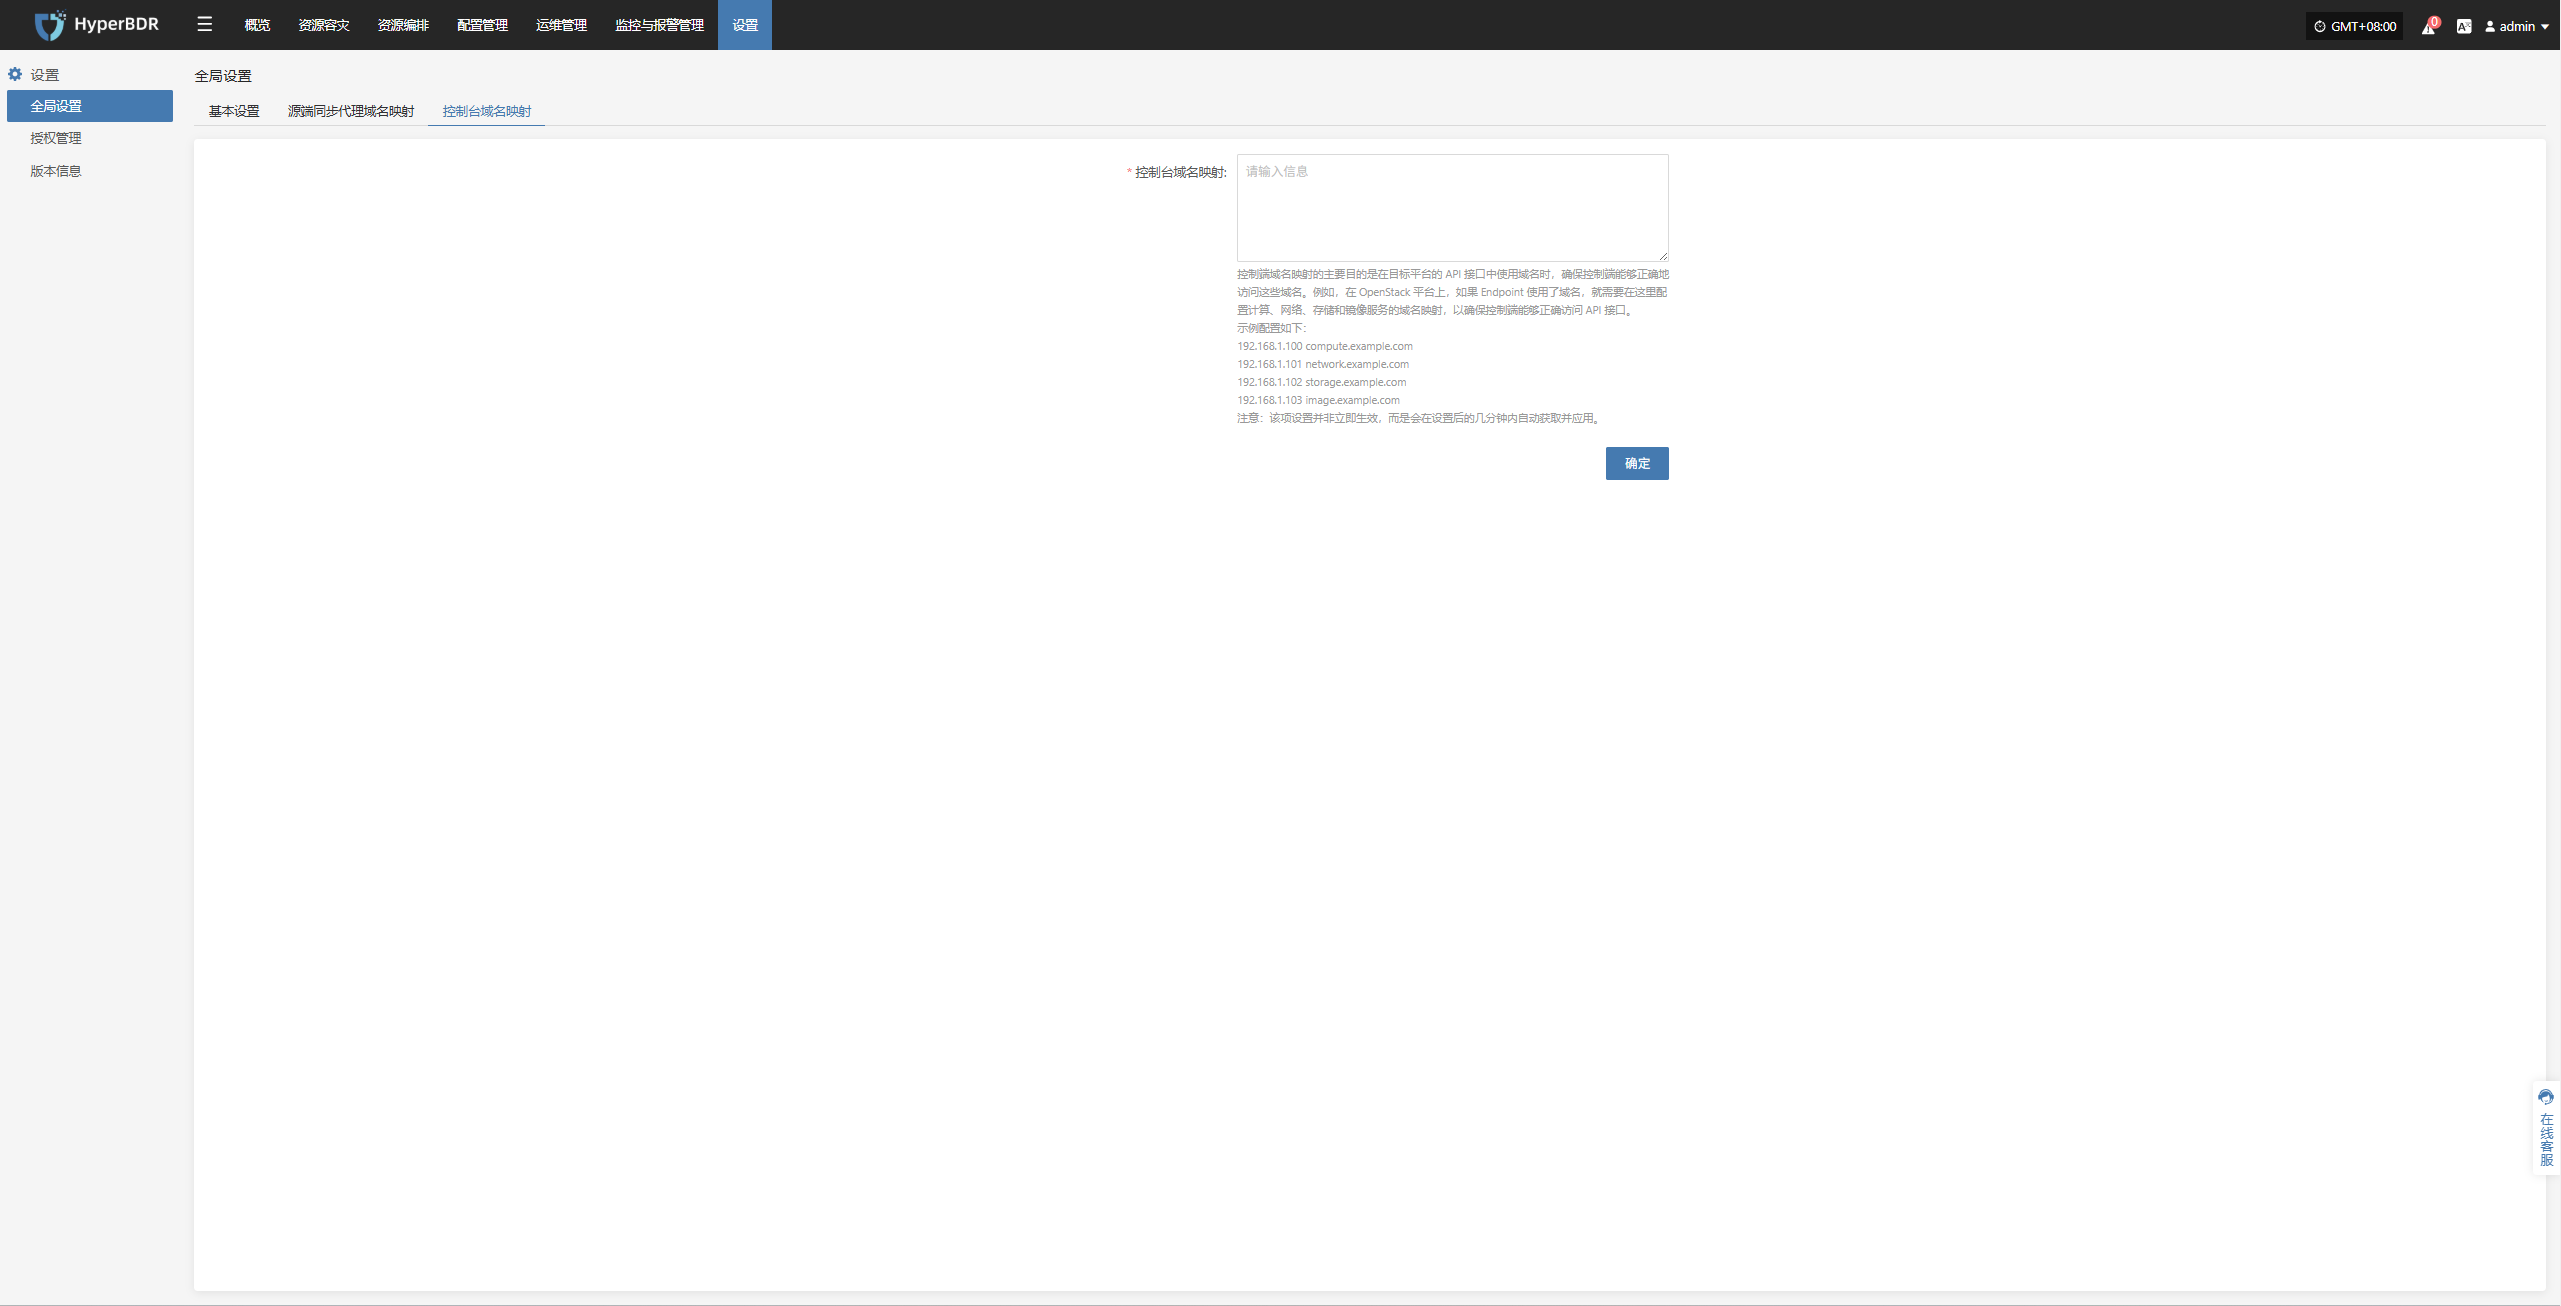 HyperBDR
概览
资源容灾
资源编排
配置管理
运维管理
监控与报警管理
设置
GMT+08:00
0
admin
设置
全局设置
授权管理
版本信息
全局设置
基本设置
源端同步代理域名映射
控制台域名映射
* 控制台域名映射:
请输入信息
控制端域名映射的主要目的是在目标平台的 API 接口中使用域名时，确保控制端能够正确地
访问这些域名。例如，在 OpenStack 平台上，如果 Endpoint 使用了域名，就需要在这里配
置计算、网络、存储和镜像服务的域名映射，以确保控制端能够正确访问 API 接口。
示例配置如下：
192.168.1.100 compute.example.com
192.168.1.101 network.example.com
192.168.1.102 storage.example.com
192.168.1.103 image.example.com
注意：该项设置并非立即生效，而是会在设置后的几分钟内自动获取并应用。
确定
在线客服